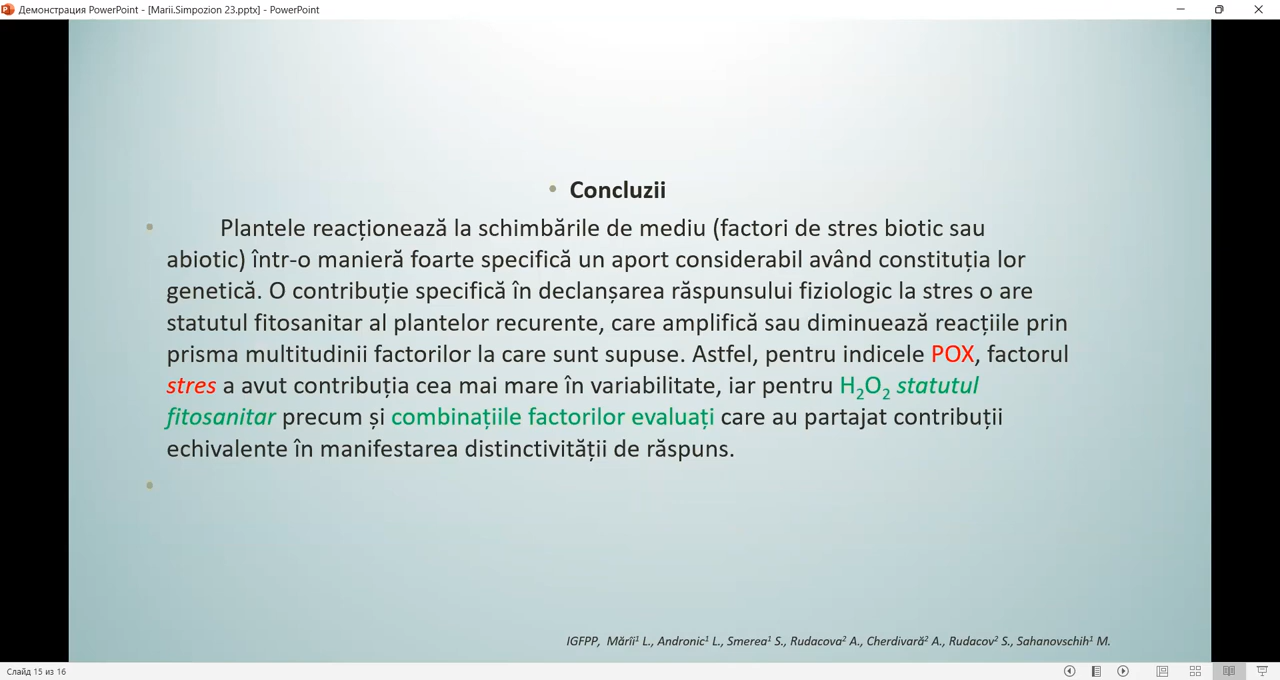 Демонстрация PowerPoint - [Marii.Simpozion 23.pptx] - PowerPoint
• Concluzii
• Plantele reacționează la schimbările de mediu (factori de stres biotic sau
abiotic) într-o manieră foarte specifică un aport considerabil având constituția lor
genetică. O contribuție specifică în declanșarea răspunsului fiziologic la stres o are
statutul fitosanitar al plantelor recurente, care amplifică sau diminuează reacțiile prin
prisma multitudinii factorilor la care sunt supuse. Astfel, pentru indicele POX, factorul
stres a avut contribuția cea mai mare în variabilitate, iar pentru H₂O₂ statutul
fitosanitar precum și combinațiile factorilor evaluați care au partajat contribuții
echivalente în manifestarea distinctivității de răspuns.
•
IGFPP, Mărîi¹ L., Andronic¹ L., Smerea¹ S., Rudacova² A., Cherdivară² A., Rudacov² S., Sahanovschih¹ M.
Слайд 15 из 16